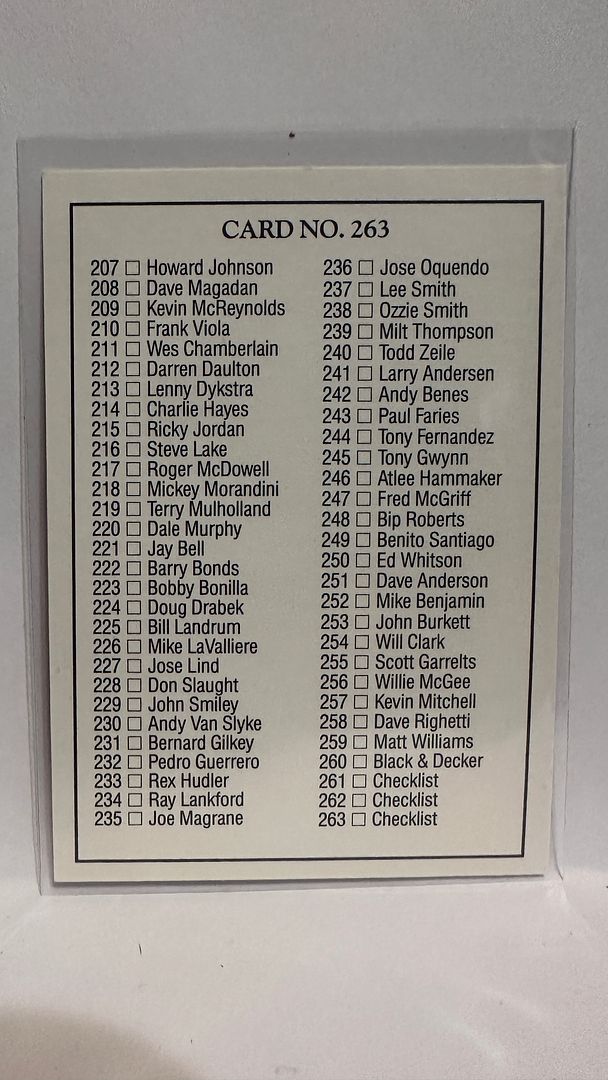 CARD NO. 263
207 ☐ Howard Johnson
208 ☐ Dave Magadan
209 ☐ Kevin McReynolds
210 ☐ Frank Viola
211 ☐ Wes Chamberlain
212 ☐ Darren Daulton
213 ☐ Lenny Dykstra
214 ☐ Charlie Hayes
215 ☐ Ricky Jordan
216 ☐ Steve Lake
217 ☐ Roger McDowell
218 ☐ Mickey Morandini
219 ☐ Terry Mulholland
220 ☐ Dale Murphy
221 ☐ Jay Bell
222 ☐ Barry Bonds
223 ☐ Bobby Bonilla
224 ☐ Doug Drabek
225 ☐ Bill Landrum
226 ☐ Mike LaValliere
227 ☐ Jose Lind
228 ☐ Don Slaught
229 ☐ John Smiley
230 ☐ Andy Van Slyke
231 ☐ Bernard Gilkey
232 ☐ Pedro Guerrero
233 ☐ Rex Hudler
234 ☐ Ray Lankford
235 ☐ Joe Magrane
236 ☐ Jose Oquendo
237 ☐ Lee Smith
238 ☐ Ozzie Smith
239 ☐ Milt Thompson
240 ☐ Todd Zeile
241 ☐ Larry Andersen
242 ☐ Andy Benes
243 ☐ Paul Faries
244 ☐ Tony Fernandez
245 ☐ Tony Gwynn
246 ☐ Atlee Hammaker
247 ☐ Fred McGriff
248 ☐ Bip Roberts
249 ☐ Benito Santiago
250 ☐ Ed Whitson
251 ☐ Dave Anderson
252 ☐ Mike Benjamin
253 ☐ John Burkett
254 ☐ Will Clark
255 ☐ Scott Garrelts
256 ☐ Willie McGee
257 ☐ Kevin Mitchell
258 ☐ Dave Righetti
259 ☐ Matt Williams
260 ☐ Black & Decker
261 ☐ Checklist
262 ☐ Checklist
263 ☐ Checklist